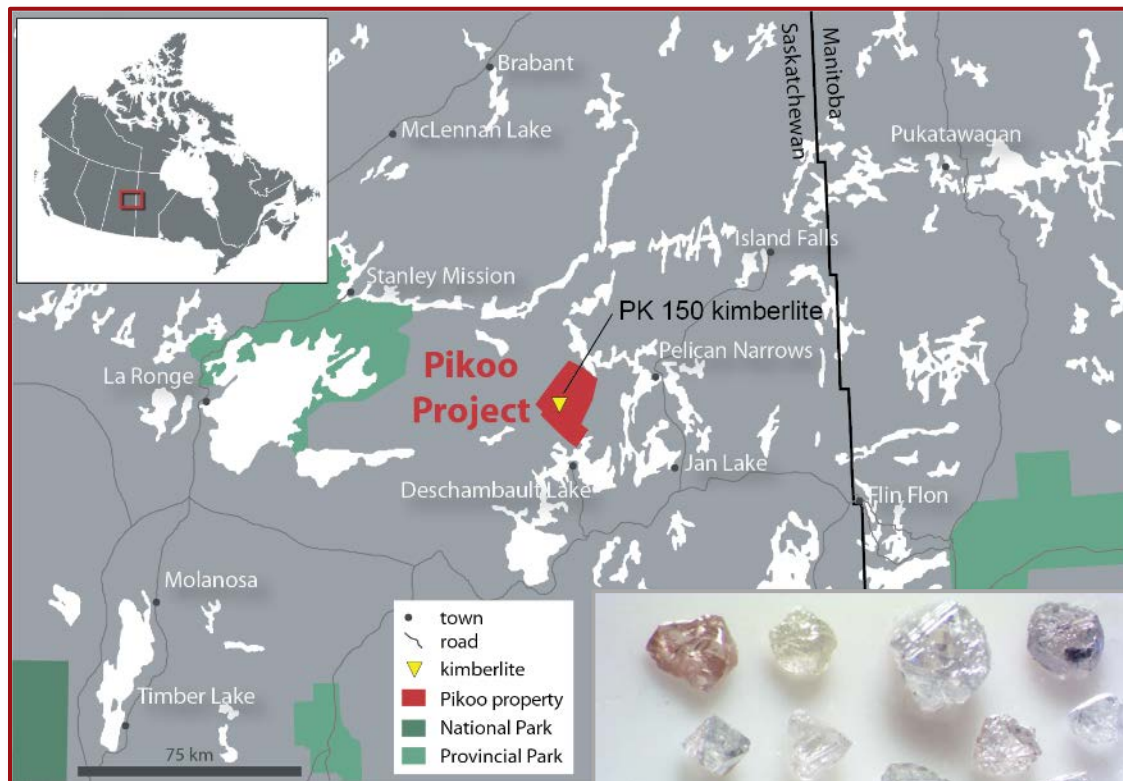 Brabant
McLennan Lake
Saskatchewan
Manitoba
Pukatawagan
Island Falls
Stanley Mission
PK 150 kimberlite
Pelican Narrows
La Ronge
Pikoo
Project
Jan Lake
Deschambault Lake
Flin Flon
Molanosa
Timber Lake
75 km
town
road
kimberlite
Pikoo property
National Park
Provincial Park